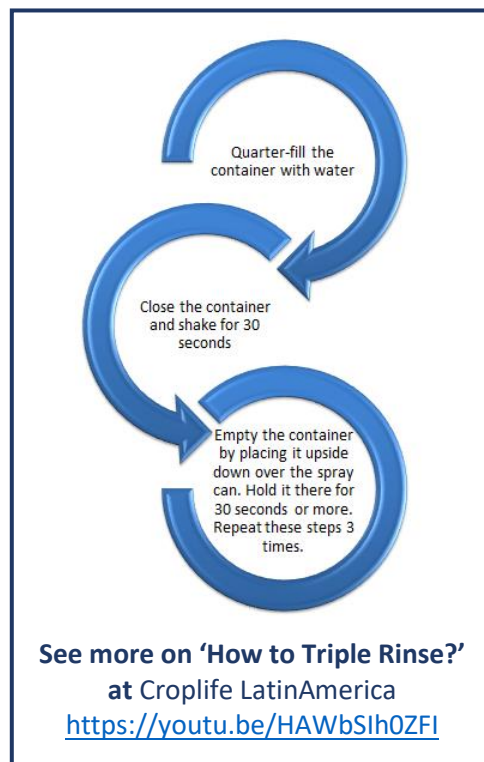 Quarter-fill the
container with water
Close the container
and shake for 30
seconds
Empty the container
by placing it upside
down over the spray
can. Hold it there for
30 seconds or more.
Repeat these steps 3
times.
See more on ‘How to Triple Rinse?’
at Croplife LatinAmerica
https://youtu.be/HAWbSIh0ZFI